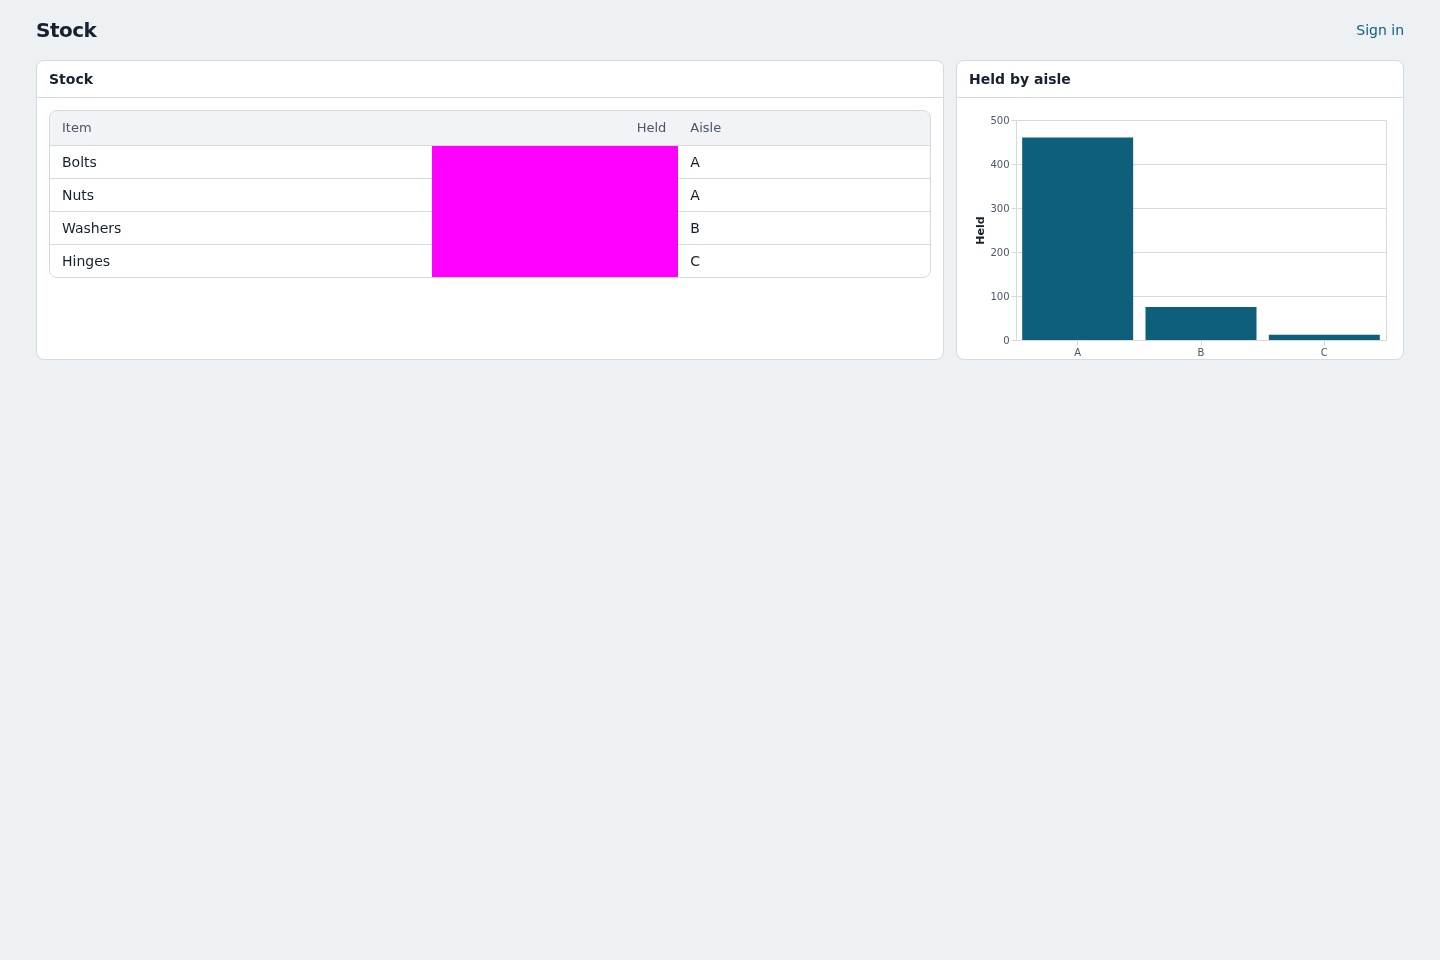 Stock
Sign in
Stock
Item Held Aisle
Bolts A
Nuts A
Washers B
Hinges C
Held by aisle
500
400
300
200
100
0
Held
A B C